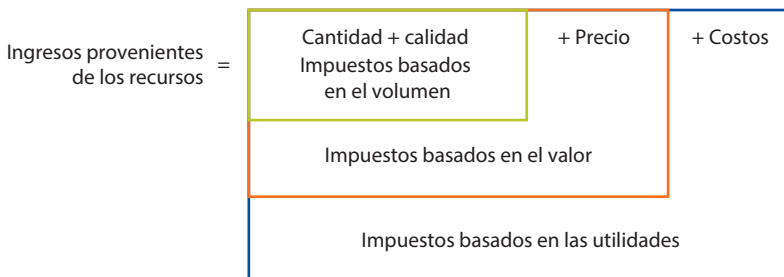 Ingresos provenientes
de los recursos
=
Cantidad + calidad
Impuestos basados
en el volumen
+ Precio
+ Costos
Impuestos basados en el valor
Impuestos basados en las utilidades